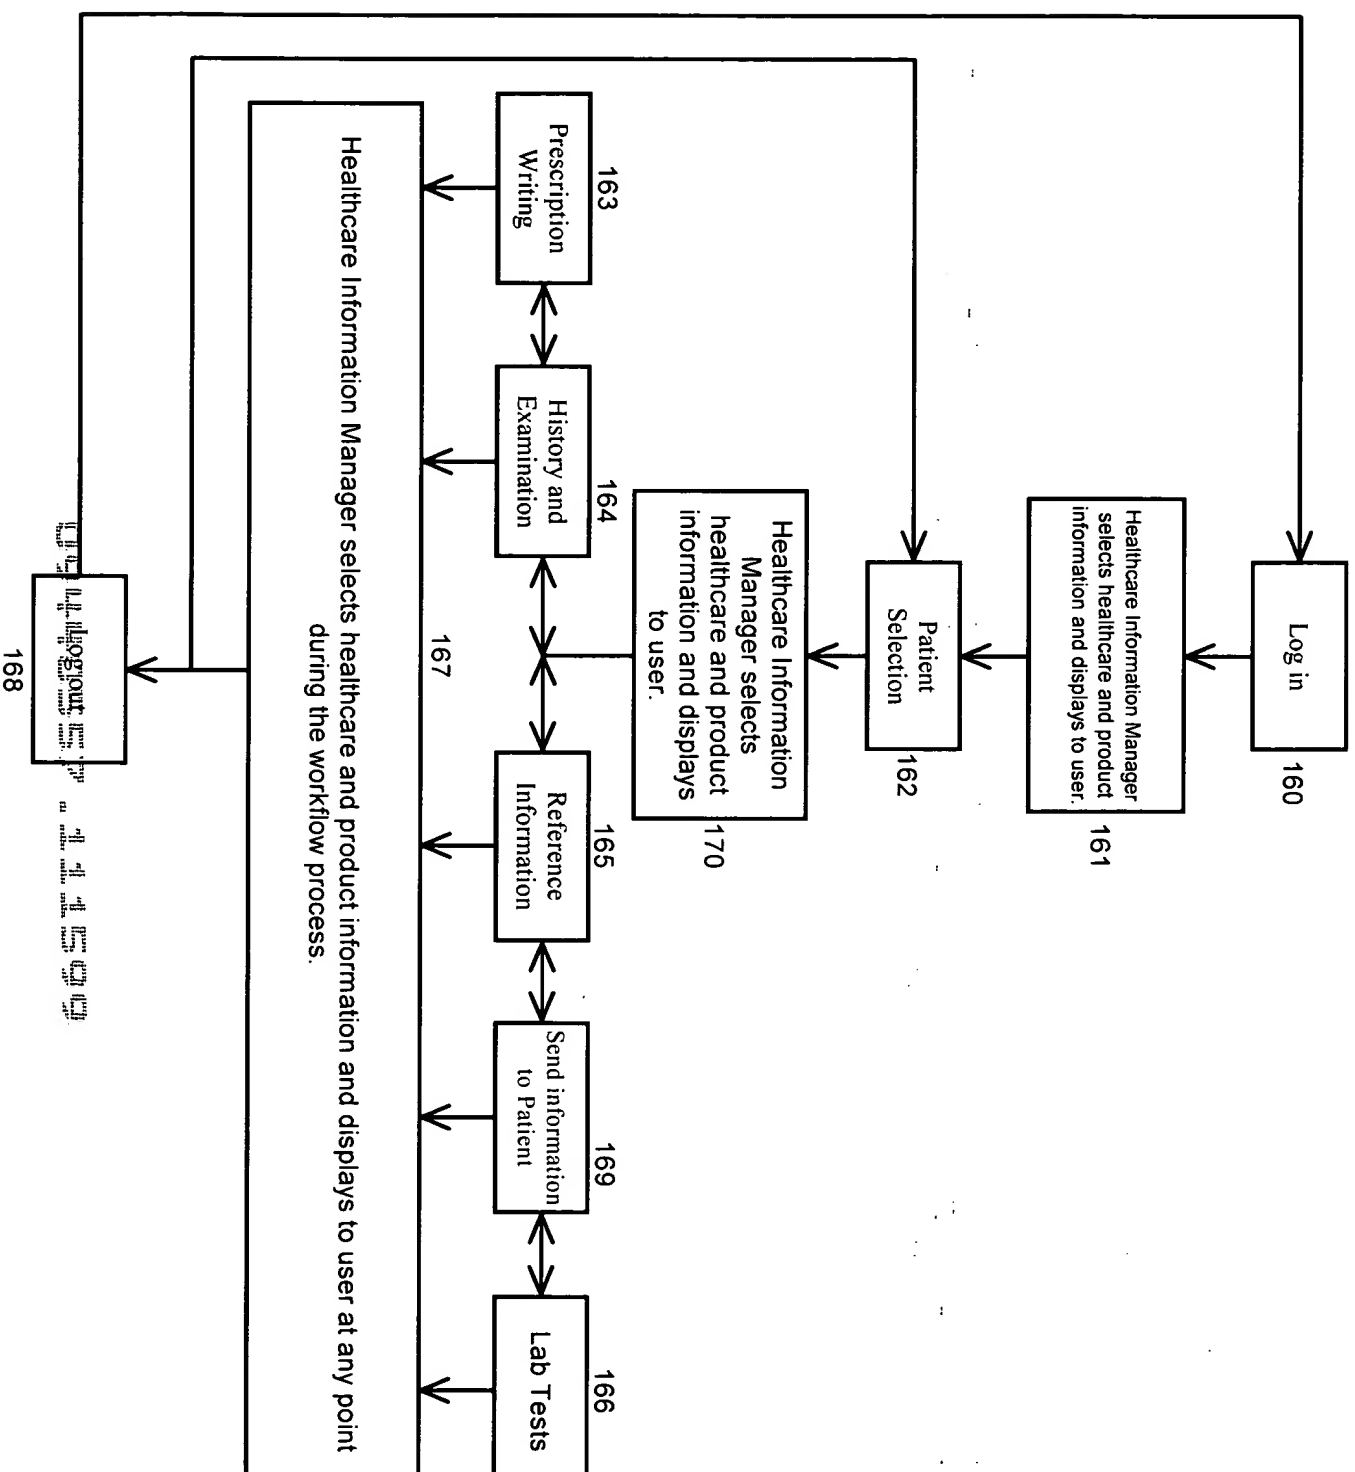 Log in
160
Healthcare Information Manager
selects healthcare and product
information and displays to user.
161
Patient
Selection
162
Healthcare Information
Manager selects
healthcare and product
information and displays
to user.
170
163
Prescription
Writing
164
History and
Examination
165
Reference
Information
169
Send information
to Patient
166
Lab Tests
167
Healthcare Information Manager selects healthcare and product information and displays to user at any point
during the workflow process.
Logout
168
.111599